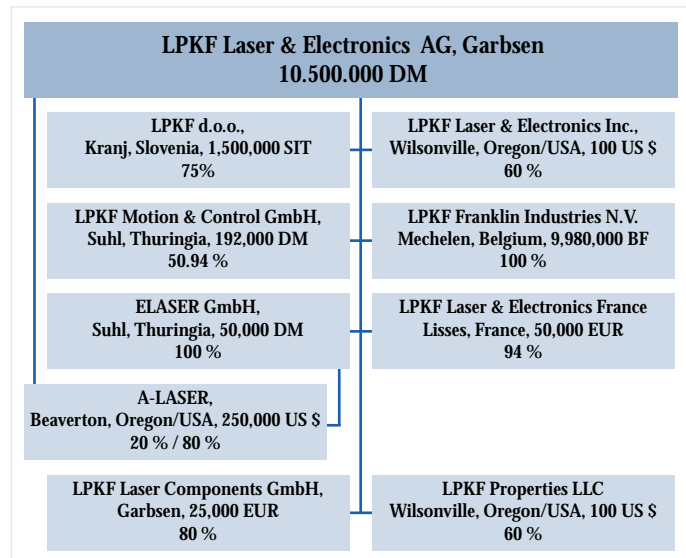 LPKF Laser & Electronics AG, Garbsen
10.500.000 DM
LPKF d.o.o.,
Kranj, Slovenia, 1,500,000 SIT
75%
LPKF Laser & Electronics Inc.,
Wilsonville, Oregon/USA, 100 US $
60 %
LPKF Motion & Control GmbH,
Suhl, Thuringia, 192,000 DM
50.94 %
LPKF Franklin Industries N.V.
Mechelen, Belgium, 9,980,000 BF
100 %
ELASER GmbH,
Suhl, Thuringia, 50,000 DM
100 %
LPKF Laser & Electronics France
Lisses, France, 50,000 EUR
94 %
A-LASER,
Beaverton, Oregon/USA, 250,000 US $
20 % / 80 %
LPKF Laser Components GmbH,
Garbsen, 25,000 EUR
80 %
LPKF Properties LLC
Wilsonville, Oregon/USA, 100 US $
60 %